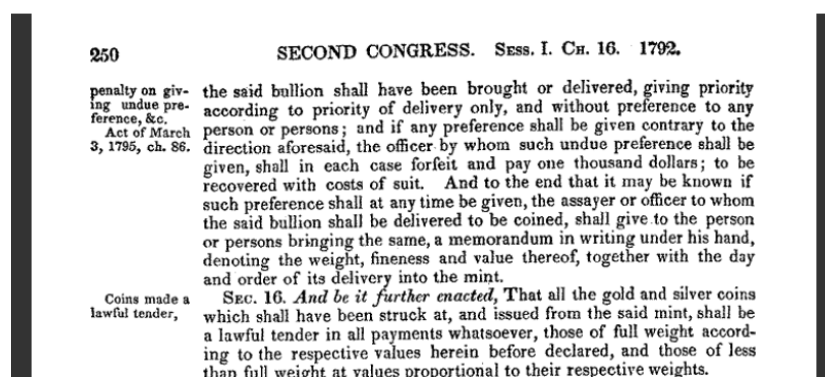 250
SECOND CONGRESS. Sess. I. Ch. 16. 1792.
penalty on giv-
ing undue pre-
ference, &c.
Act of March
3, 1795, ch. 86.
the said bullion shall have been brought or delivered, giving priority
according to priority of delivery only, and without preference to any
person or persons; and if any preference shall be given contrary to the
direction aforesaid, the officer by whom such undue preference shall be
given, shall in each case forfeit and pay one thousand dollars; to be
recovered with costs of suit. And to the end that it may be known if
such preference shall at any time be given, the assayer or officer to whom
the said bullion shall be delivered to be coined, shall give to the person
or persons bringing the same, a memorandum in writing under his hand,
denoting the weight, fineness and value thereof, together with the day
and order of its delivery into the mint.
Coins made a
lawful tender,
Sec. 16. And be it further enacted, That all the gold and silver coins
which shall have been struck at, and issued from the said mint, shall be
a lawful tender in all payments whatsoever, those of full weight accord-
ing to the respective values herein before declared, and those of less
than full weight at values proportional to their respective weights.